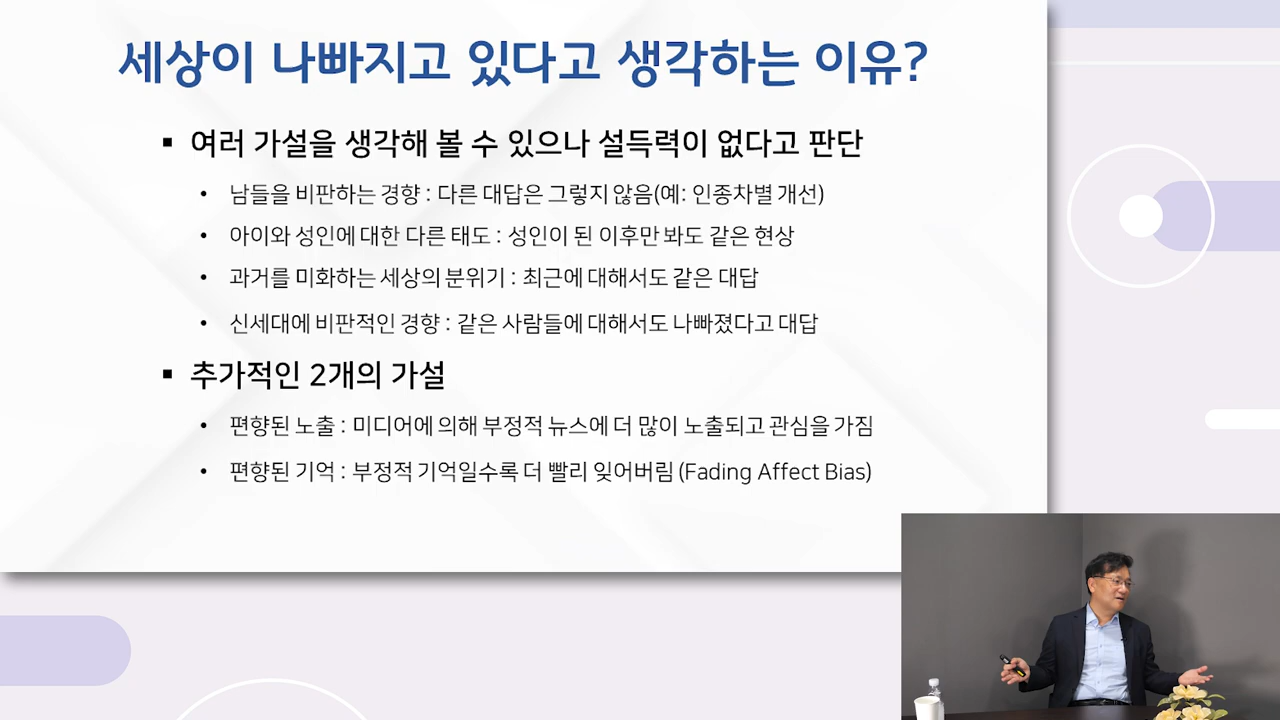 세상이 나빠지고 있다고 생각하는 이유?
▪ 여러 가설을 생각해 볼 수 있으나 설득력이 없다고 판단
• 남들을 비판하는 경향 : 다른 대답은 그렇지 않음(예: 인종차별 개선)
• 아이와 성인에 대한 다른 태도 : 성인이 된 이후만 봐도 같은 현상
• 과거를 미화하는 세상의 분위기 : 최근에 대해서도 같은 대답
• 신세대에 비판적인 경향 : 같은 사람들에 대해서도 나빠졌다고 대답
▪ 추가적인 2개의 가설
• 편향된 노출 : 미디어에 의해 부정적 뉴스에 더 많이 노출되고 관심을 가짐
• 편향된 기억 : 부정적 기억일수록 더 빨리 잊어버림 (Fading Affect Bias)